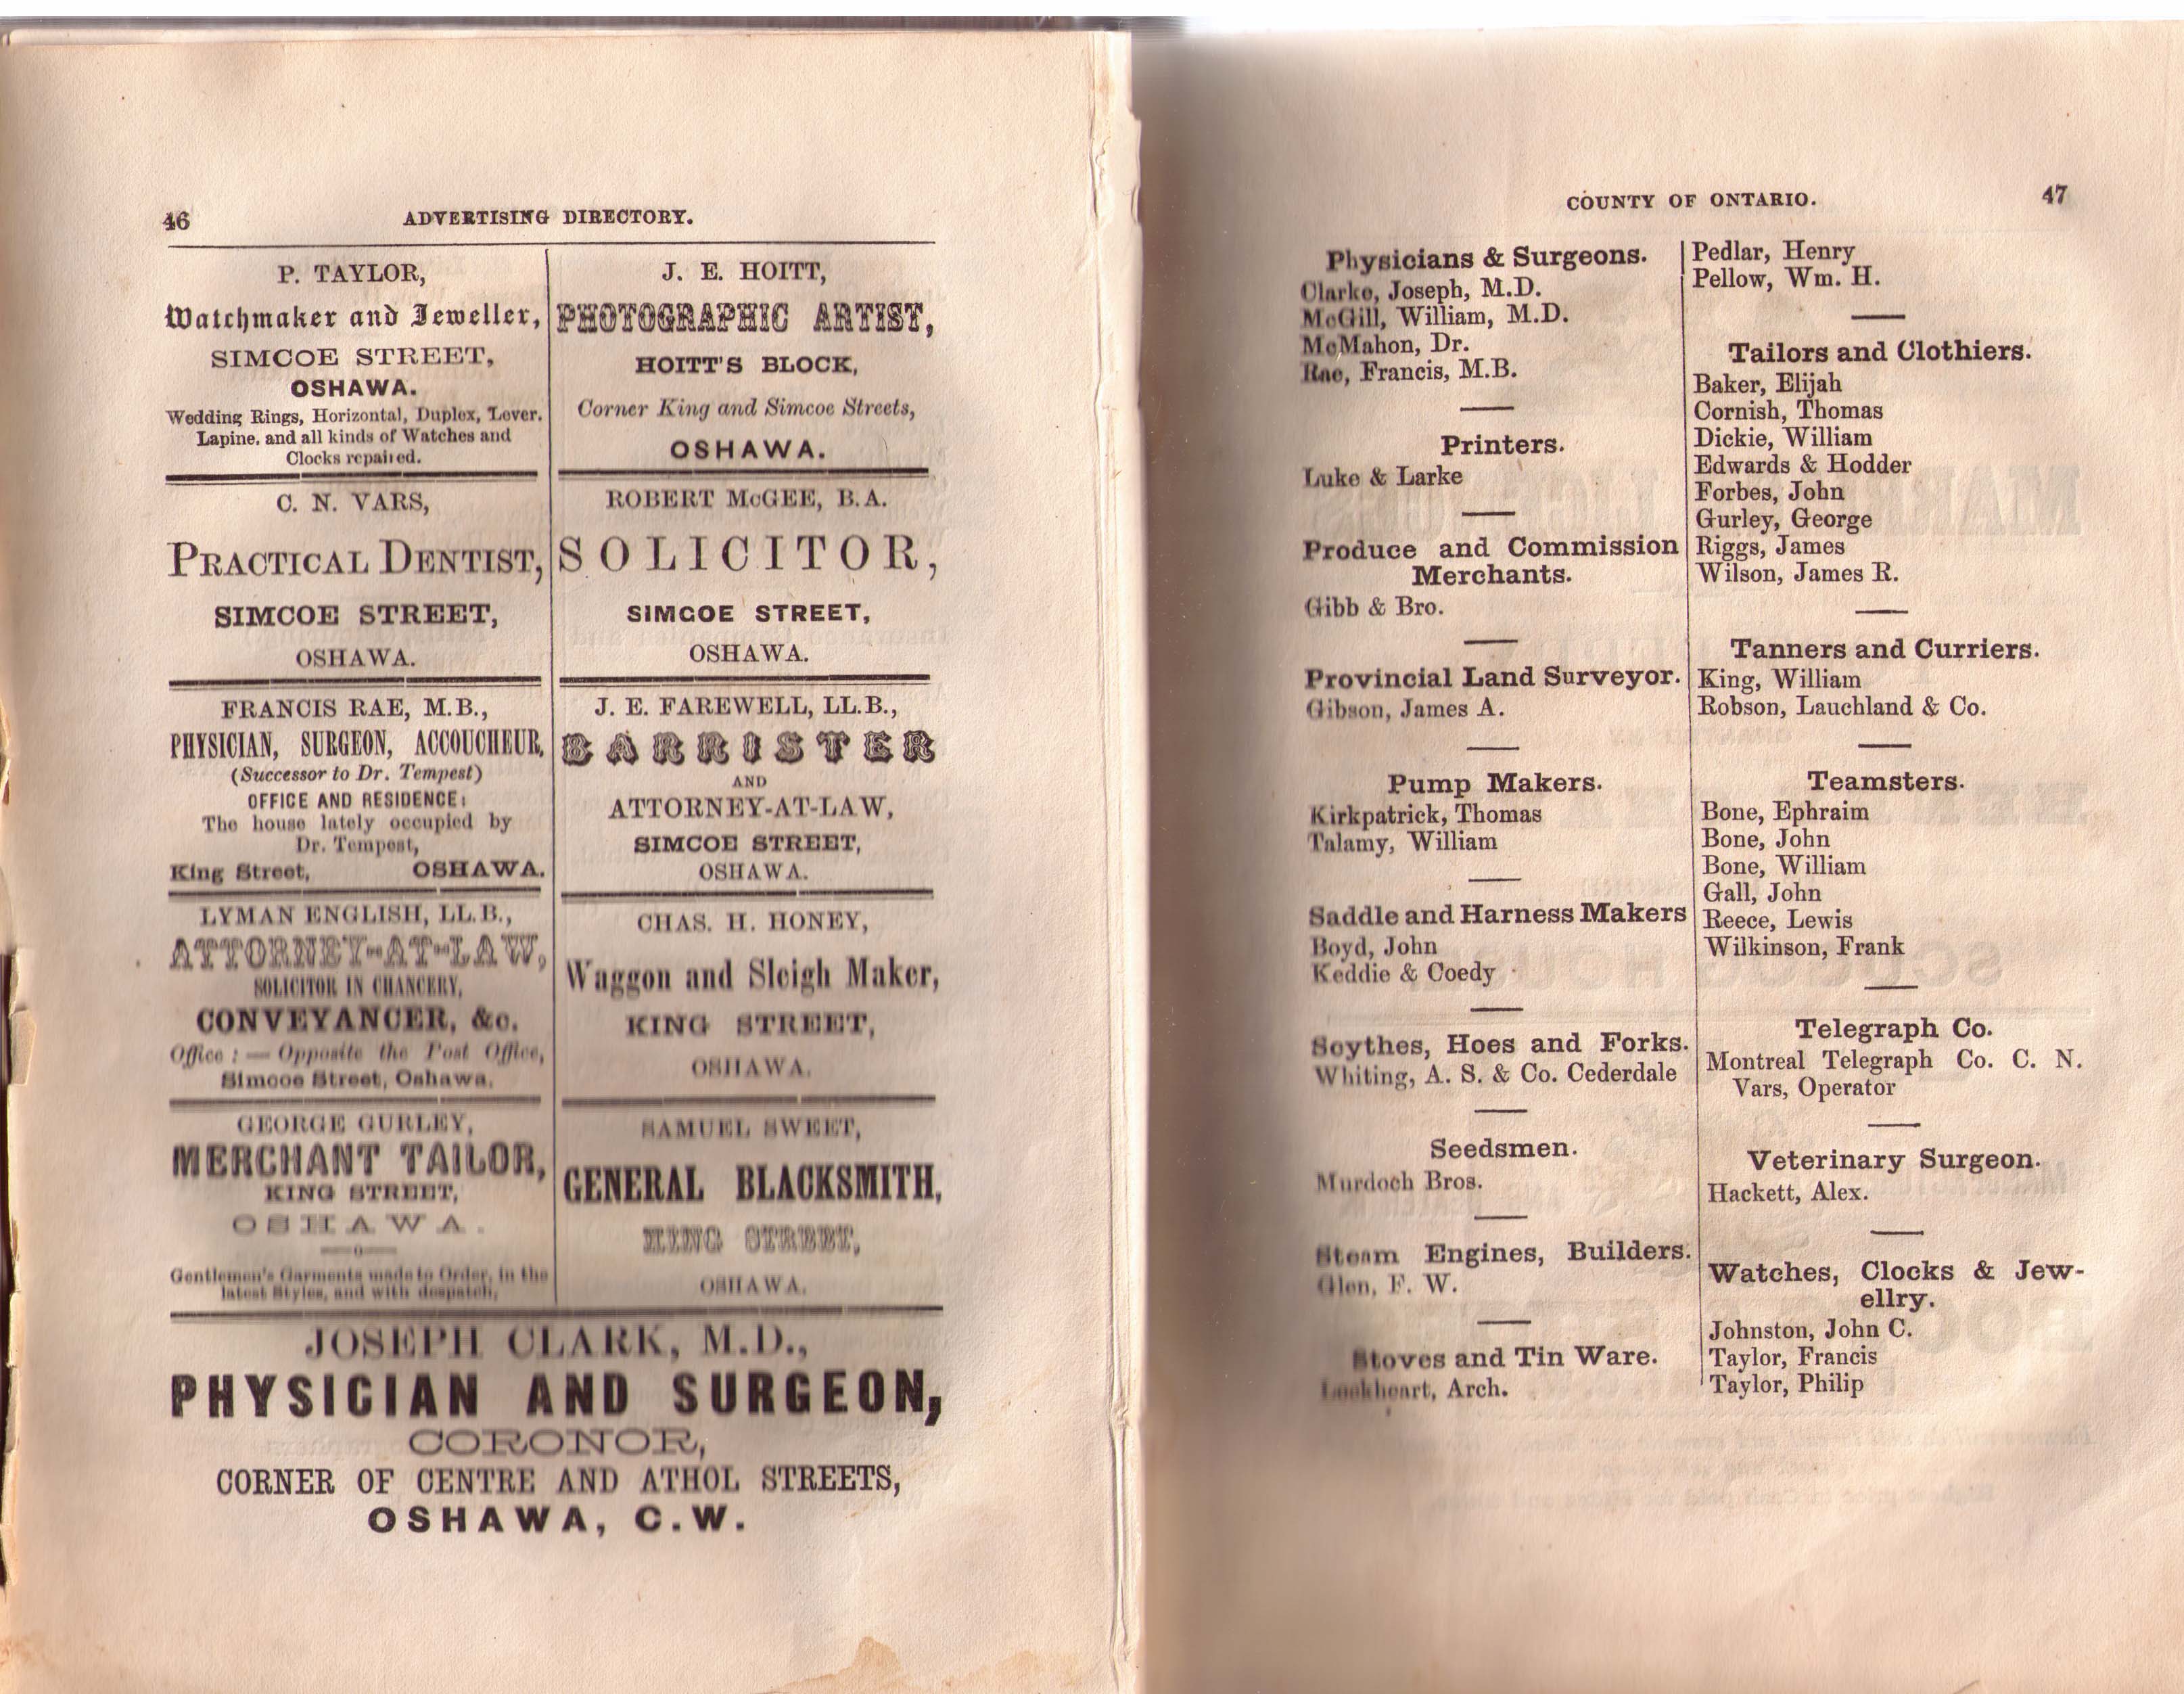 46
ADVERTISING DIRECTORY.
P. TAYLOR,
Watchmaker and Jeweller,
SIMCOE STREET,
OSHAWA.
Wedding Rings, Horizontal, Duplex, Lever.
Lapine. and all kinds of Watches and
Clocks repaired.
C. N. VARS,
PRACTICAL DENTIST,
SIMCOE STREET,
OSHAWA.
FRANCIS RAE, M.B.,
PHYSICIAN, SURGEON, ACCOUCHEUR,
(Successor to Dr. Tempest)
OFFICE AND RESIDENCE:
The house lately occupied by
Dr. Tempest,
King Street, OSHAWA.
LYMAN ENGLISH, LL.B.,
ATTORNEY-AT-LAW,
SOLICITOR IN CHANCERY,
CONVEYANCER, &c.
Office: — Opposite the Post Office,
Simcoe Street, Oshawa.
GEORGE GURLEY,
MERCHANT TAILOR,
KING STREET,
OSHAWA.
Gentlemen's Garments made to Order, in the
latest Styles, and with despatch,
J. E. HOITT,
PHOTOGRAPHIC ARTIST,
HOITT'S BLOCK,
Corner King and Simcoe Streets,
OSHAWA.
ROBERT McGEE, B.A.
SOLICITOR,
SIMCOE STREET,
OSHAWA.
J. E. FAREWELL, LL.B.,
BARRISTER
AND
ATTORNEY-AT-LAW,
SIMCOE STREET,
OSHAWA.
CHAS. H. HONEY,
Waggon and Sleigh Maker,
KING STREET,
OSHAWA.
SAMUEL SWEET,
GENERAL BLACKSMITH,
KING STREET,
OSHAWA.
JOSEPH CLARK, M.D.,
PHYSICIAN AND SURGEON,
CORONOR,
CORNER OF CENTRE AND ATHOL STREETS,
OSHAWA, C.W.
COUNTY OF ONTARIO.
47
Physicians & Surgeons.
Clarke, Joseph, M.D.
McGill, William, M.D.
McMahon, Dr.
Rae, Francis, M.B.
Printers.
Luke & Larke
Produce and Commission
Merchants.
Gibb & Bro.
Provincial Land Surveyor.
Gibson, James A.
Pump Makers.
Kirkpatrick, Thomas
Talamy, William
Saddle and Harness Makers
Boyd, John
Keddie & Coedy
Scythes, Hoes and Forks.
Whiting, A. S. & Co. Cederdale
Seedsmen.
Murdoch Bros.
Steam Engines, Builders.
Glen, F. W.
Stoves and Tin Ware.
Lockheart, Arch.
Pedlar, Henry
Pellow, Wm. H.
Tailors and Clothiers.
Baker, Elijah
Cornish, Thomas
Dickie, William
Edwards & Hodder
Forbes, John
Gurley, George
Riggs, James
Wilson, James R.
Tanners and Curriers.
King, William
Robson, Lauchland & Co.
Teamsters.
Bone, Ephraim
Bone, John
Bone, William
Gall, John
Reece, Lewis
Wilkinson, Frank
Telegraph Co.
Montreal Telegraph Co. C. N.
Vars, Operator
Veterinary Surgeon.
Hackett, Alex.
Watches, Clocks & Jew-
ellry.
Johnston, John C.
Taylor, Francis
Taylor, Philip